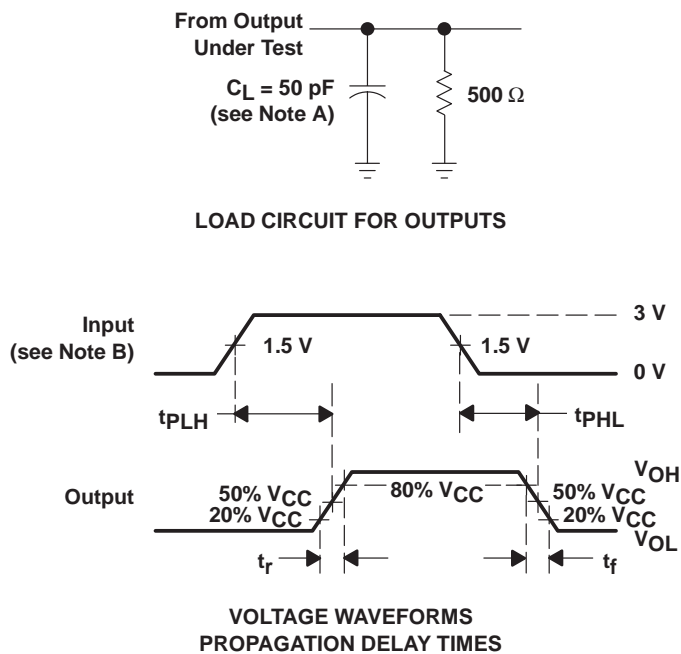 From Output
Under Test
CL = 50 pF
(see Note A)
500 Ω
LOAD CIRCUIT FOR OUTPUTS
Input
(see Note B)
1.5 V
1.5 V
3 V
0 V
tPLH
tPHL
Output
50% VCC
20% VCC
80% VCC
VOH
50% VCC
20% VCC
VOL
tr
tf
VOLTAGE WAVEFORMS
PROPAGATION DELAY TIMES